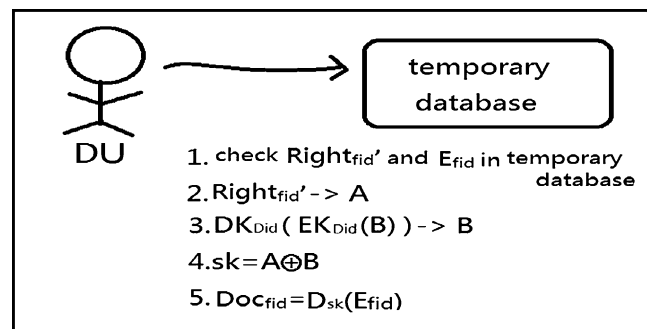 temporary
database
DU
1. check Rightfid' and Efid in temporary
database
2. Rightfid' -> A
3. DKDid ( EKDid (B) ) -> B
4. sk=A⊕B
5. Docfid=Dsk(Efid)